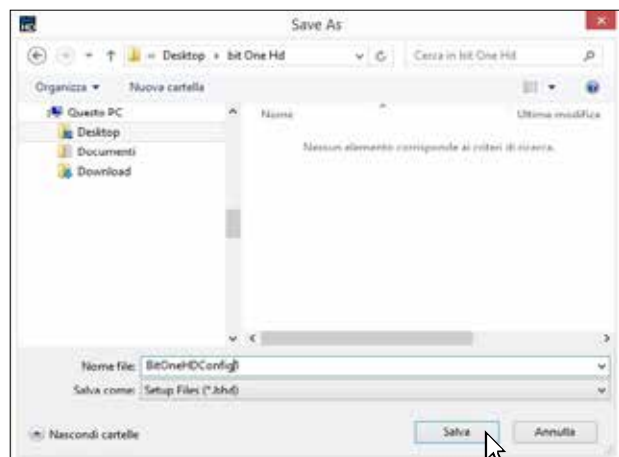 Save As
Desktop › bit One Hd
Cerca in bit One Hd
Organizza
Nuova cartella
Questo PC
Desktop
Documenti
Download
Nome
Ultima modifica
Nessun elemento corrisponde ai criteri di ricerca.
Nome file: BitOneHDConfig
Salva come: Setup Files (*.bhd)
Nascondi cartelle
Salva
Annulla